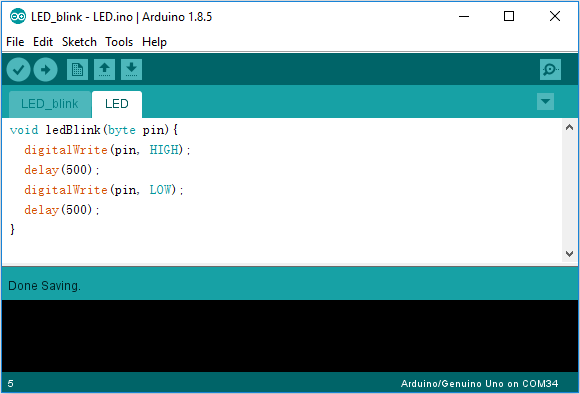 LED_blink - LED.ino | Arduino 1.8.5
File Edit Sketch Tools Help
LED_blink LED
void ledBlink(byte pin){
  digitalWrite(pin, HIGH);
  delay(500);
  digitalWrite(pin, LOW);
  delay(500);
}
Done Saving.
5 Arduino/Genuino Uno on COM34